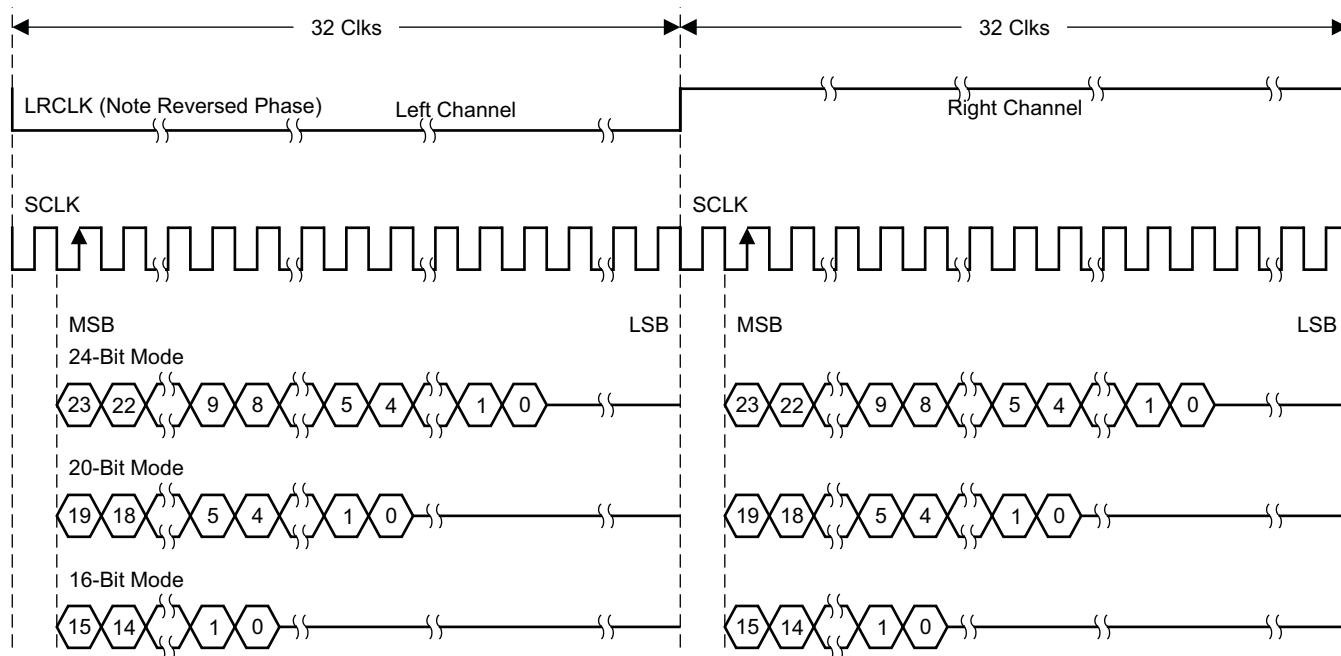 32 Clks 32 Clks
LRCLK (Note Reversed Phase) Left Channel Right Channel
SCLK SCLK
MSB LSB MSB LSB
24-Bit Mode
23 22 9 8 5 4 1 0 23 22 9 8 5 4 1 0
20-Bit Mode
19 18 5 4 1 0 19 18 5 4 1 0
16-Bit Mode
15 14 1 0 15 14 1 0